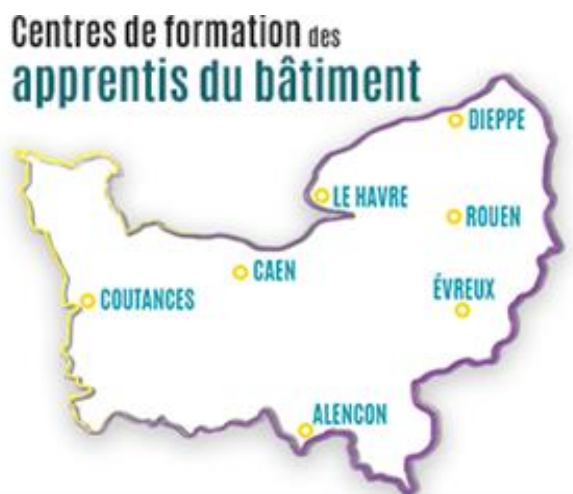 Centres de formation des
apprentis du bâtiment
DIEPPE
LE HAVRE
ROUEN
CAEN
COUTANCES
ÉVREUX
ALENCON